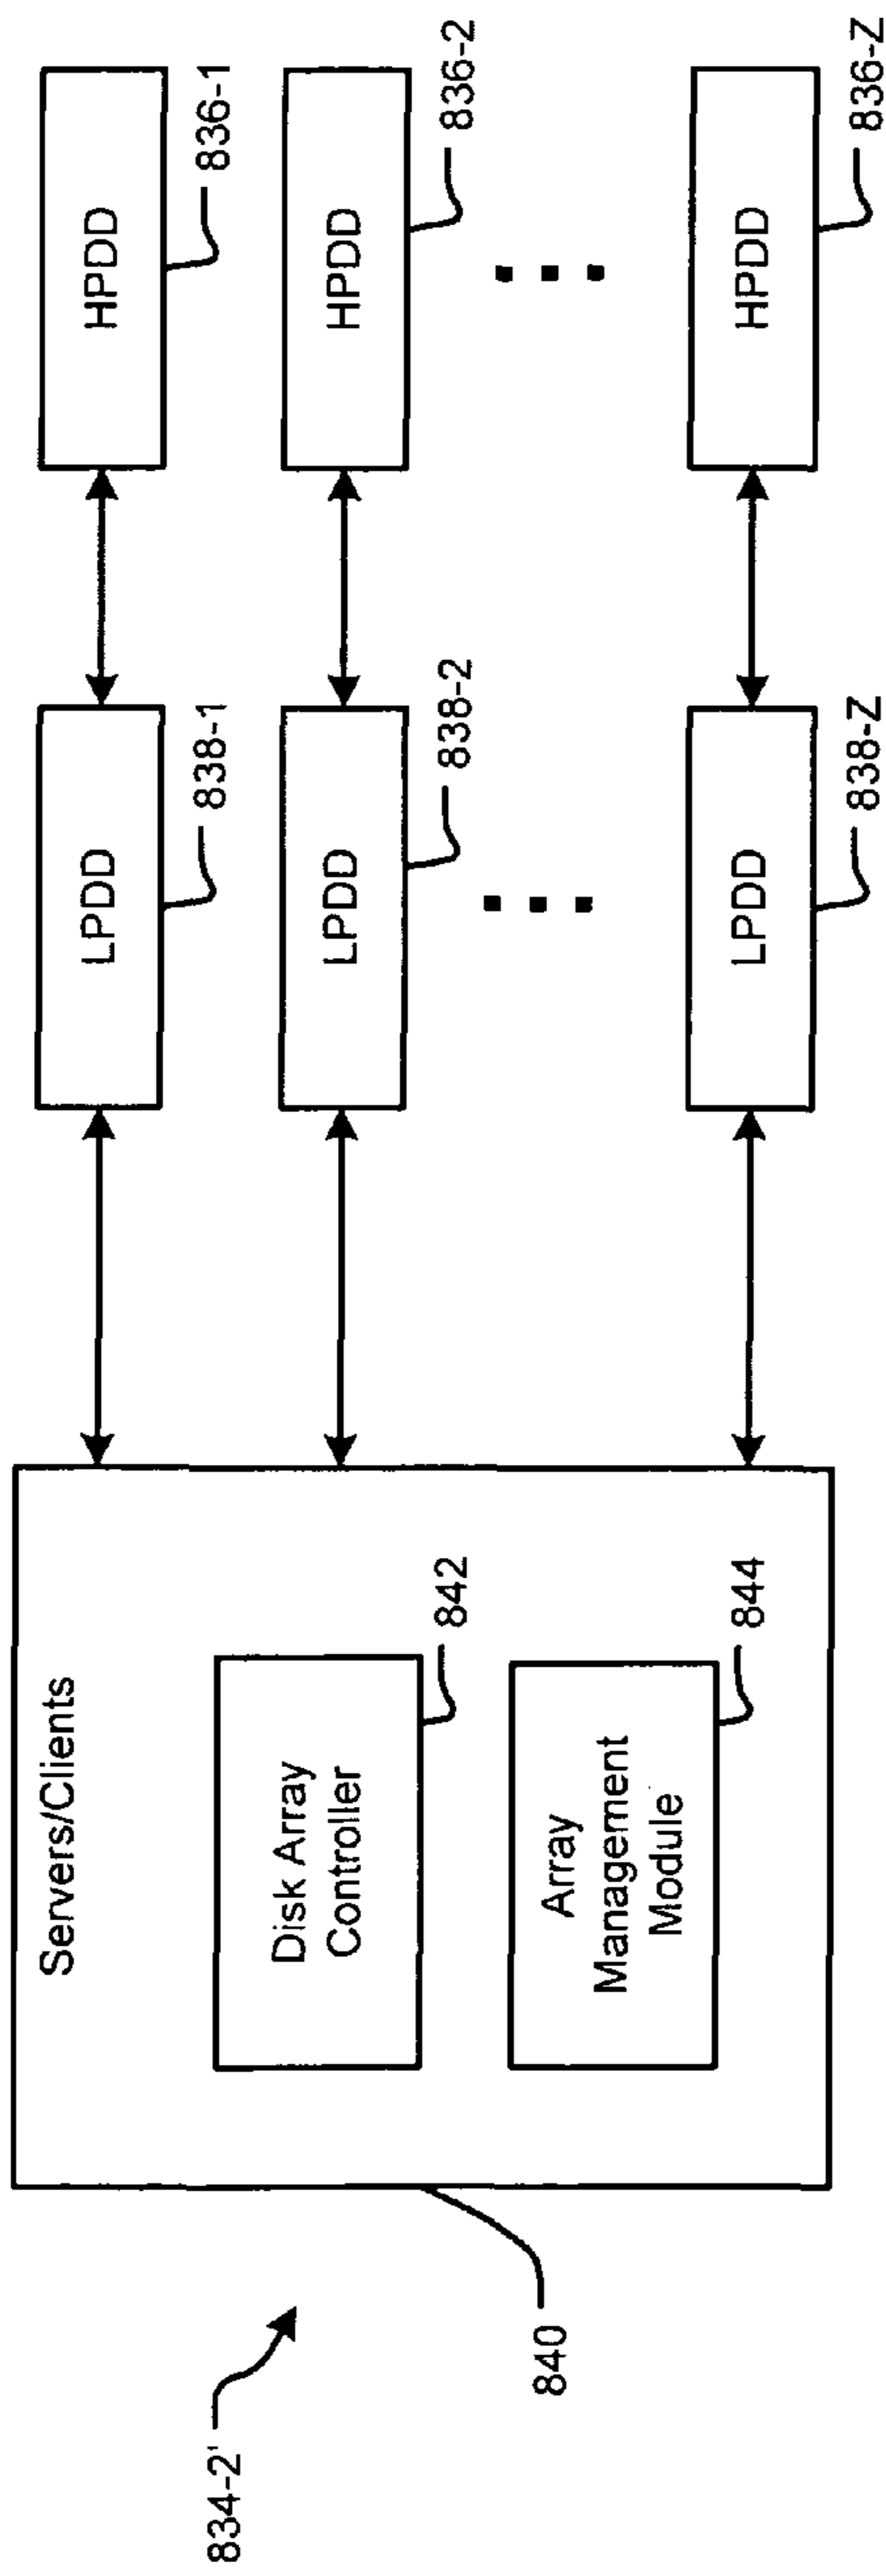 Servers/Clients
Disk Array
Controller
842
Array
Management
Module
844
840
834-2'
LPDD
838-1
LPDD
838-2
LPDD
838-Z
HPDD
836-1
HPDD
836-2
HPDD
836-Z